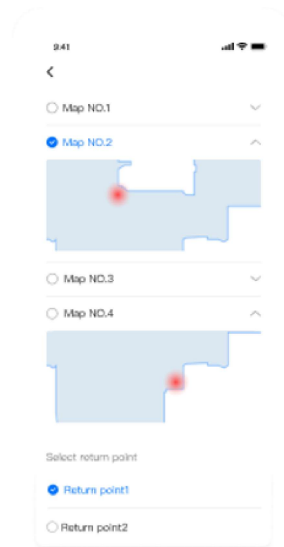 9:41
Map NO.1
Map NO.2
Map NO.3
Map NO.4
Select return point
Return point1
Return point2